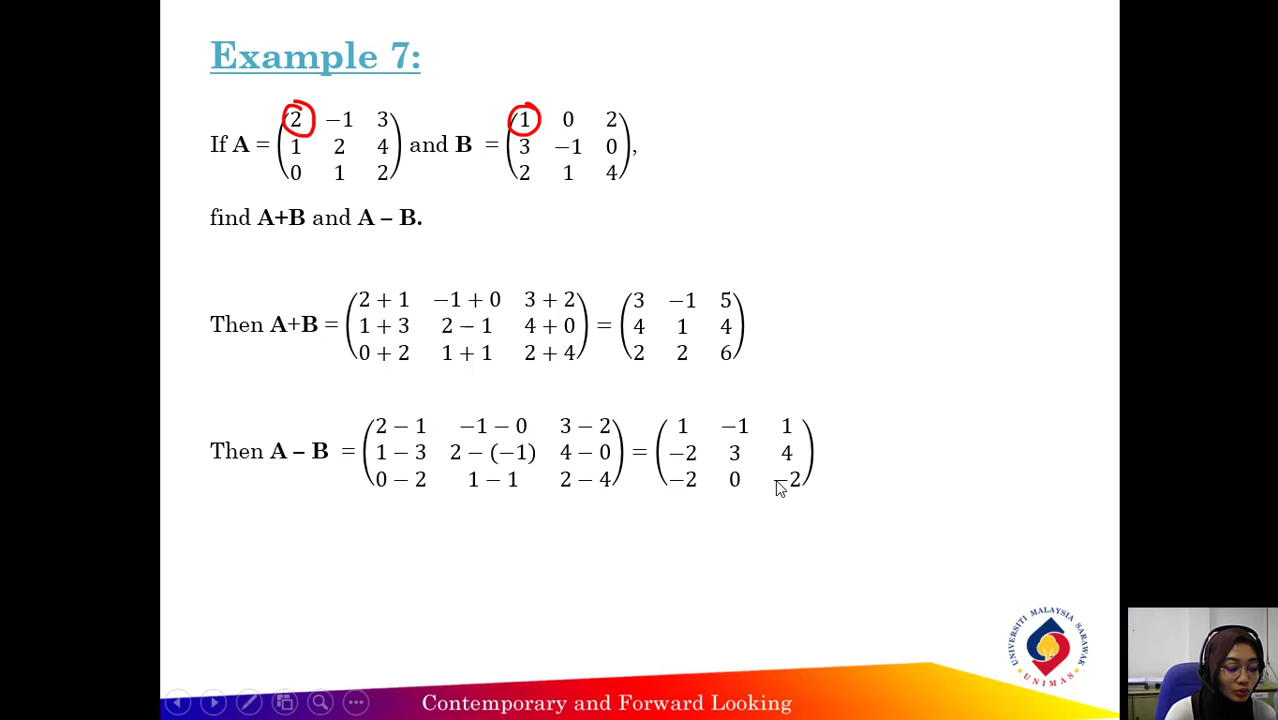 Example 7:
If A = (2 −1 3
1 2 4
0 1 2) and B = (1 0 2
3 −1 0
2 1 4),
find A+B and A – B.
Then A+B = (2 + 1 −1 + 0 3 + 2
1 + 3 2 − 1 4 + 0
0 + 2 1 + 1 2 + 4) = (3 −1 5
4 1 4
2 2 6)
Then A – B = (2 − 1 −1 − 0 3 − 2
1 − 3 2 − (−1) 4 − 0
0 − 2 1 − 1 2 − 4) = (1 −1 1
−2 3 4
−2 0 −2)
UNIVERSITI MALAYSIA SARAWAK
UNIMAS
Contemporary and Forward Looking